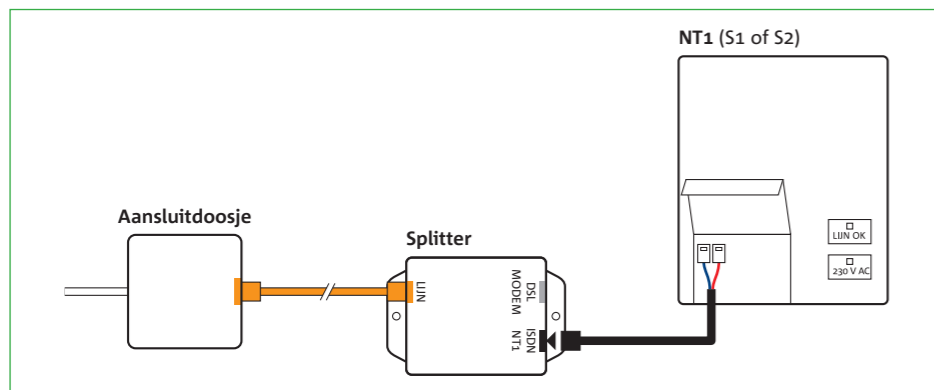 NT1 (S1 of S2)
Aansluitdoosje
Splitter
LIJN
DSL
MODEM
ISDN
NT1
LIJN OK
230 V AC